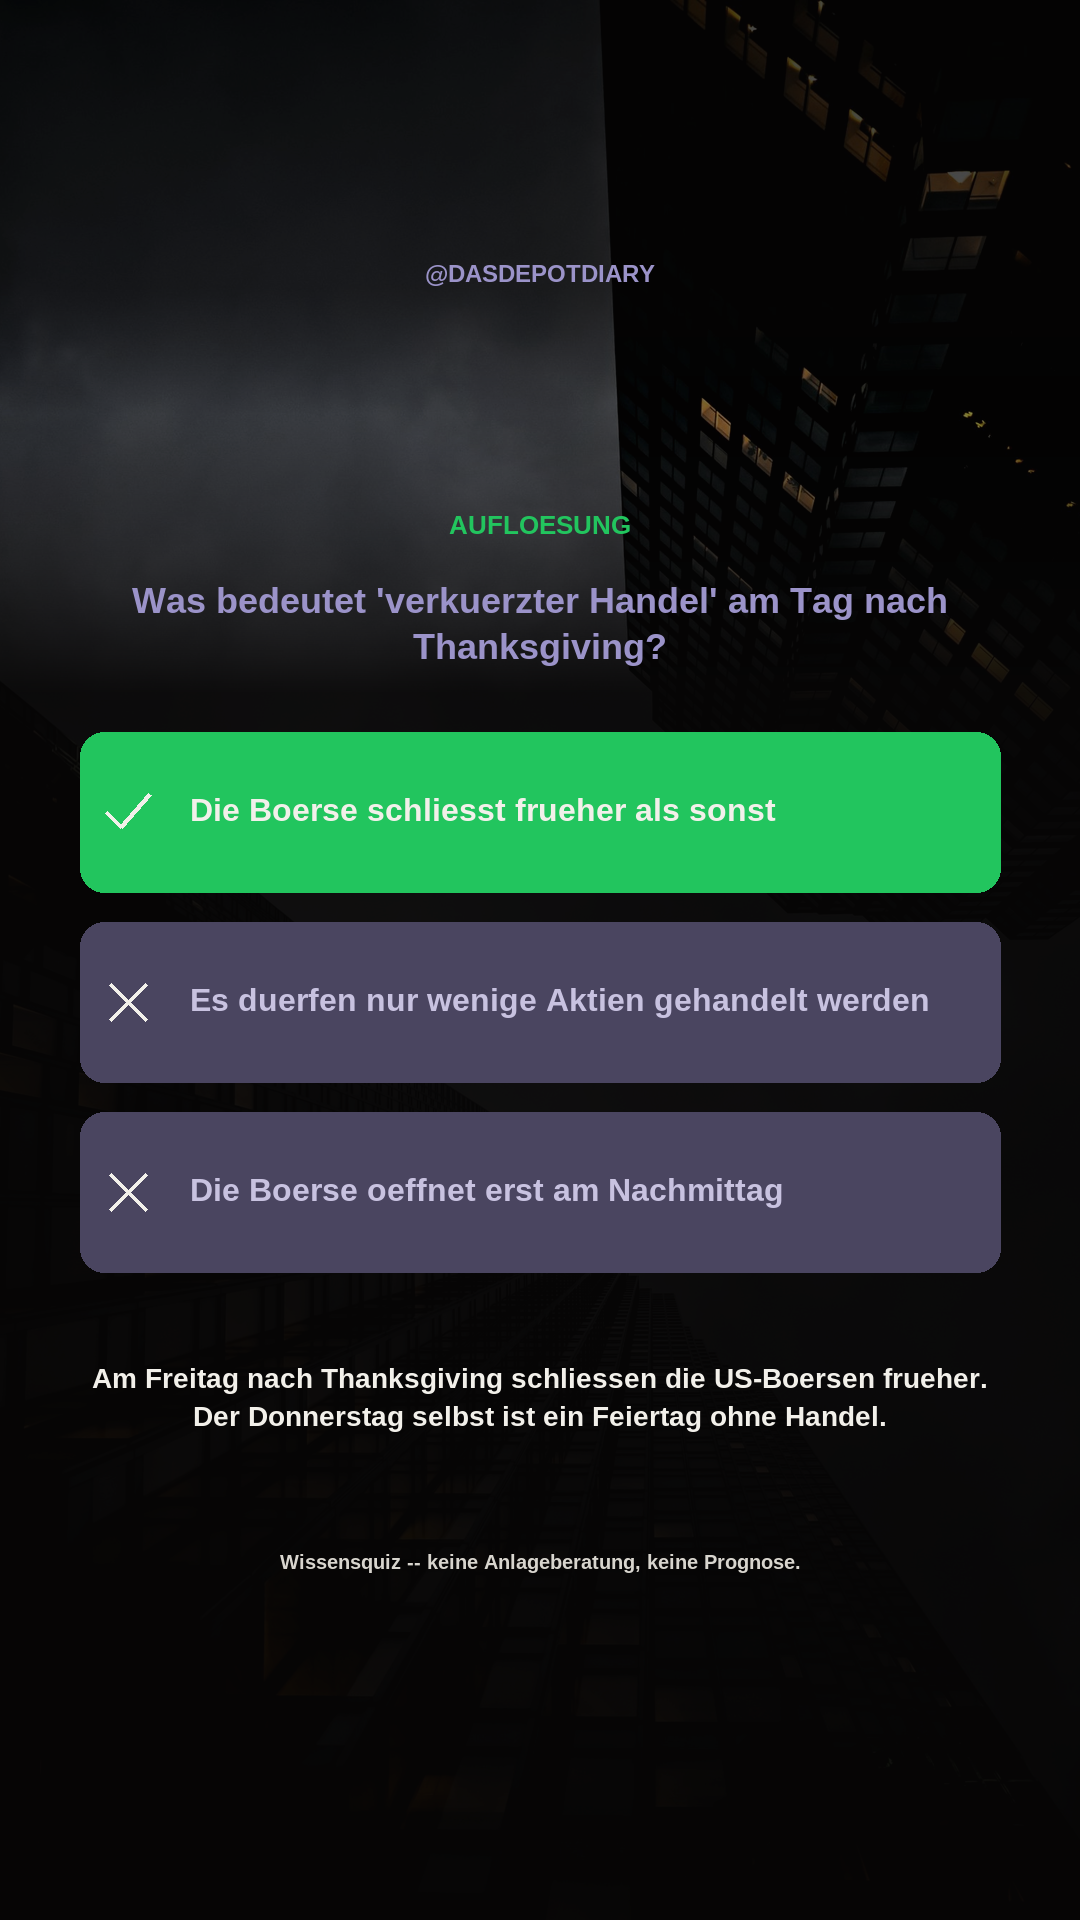 @DASDEPOTDIARY
AUFLOESUNG
Was bedeutet 'verkuerzter Handel' am Tag nach
Thanksgiving?
Die Boerse schliesst frueher als sonst
Es duerfen nur wenige Aktien gehandelt werden
Die Boerse oeffnet erst am Nachmittag
Am Freitag nach Thanksgiving schliessen die US-Boersen frueher.
Der Donnerstag selbst ist ein Feiertag ohne Handel.
Wissensquiz -- keine Anlageberatung, keine Prognose.